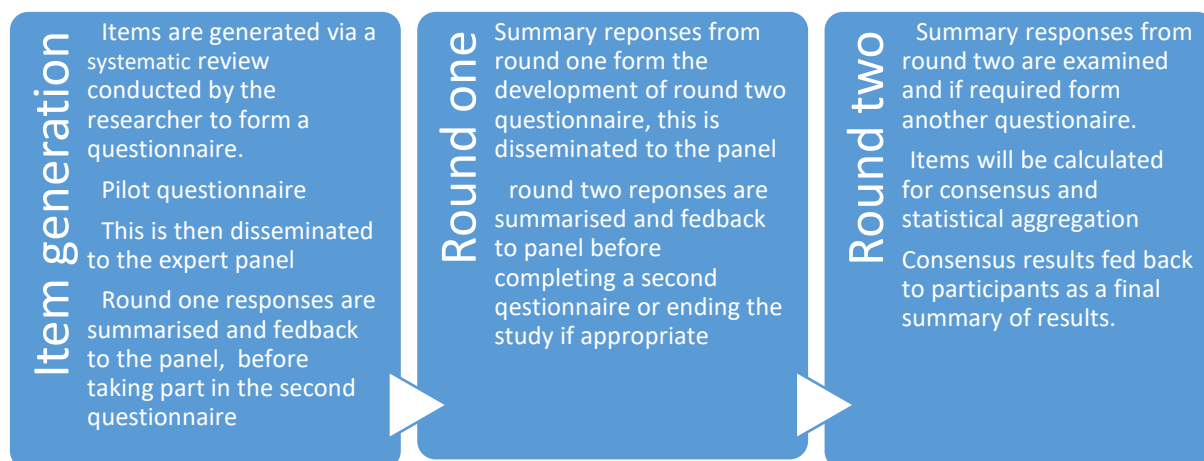 Item generation
Items are generated via a
systematic review
conducted by the
researcher to form a
questionnaire.
Pilot questionnaire
This is then disseminated
to the expert panel
Round one responses are
summarised and fedback
to the panel, before
taking part in the second
questionnaire
Round one
Summary reponses from
round one form the
development of round two
questionnaire, this is
disseminated to the panel
round two reponses are
summarised and fedback
to panel before
completing a second
qestionnaire or ending the
study if appropriate
Round two
Summary responses from
round two are examined
and if required form
another questionaire.
Items will be calculated
for consensus and
statistical aggregation
Consensus results fed back
to participants as a final
summary of results.